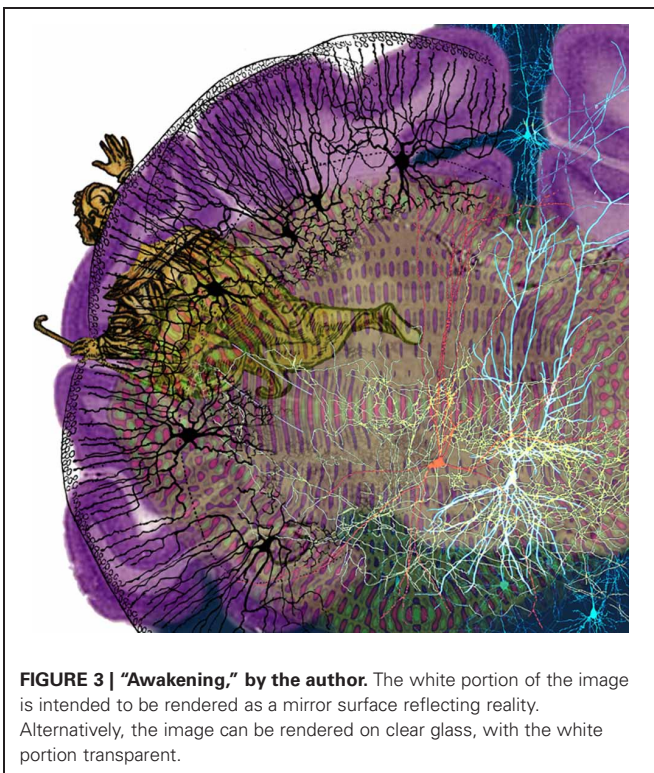 FIGURE 3 | “Awakening,” by the author. The white portion of the image
is intended to be rendered as a mirror surface reflecting reality.
Alternatively, the image can be rendered on clear glass, with the white
portion transparent.